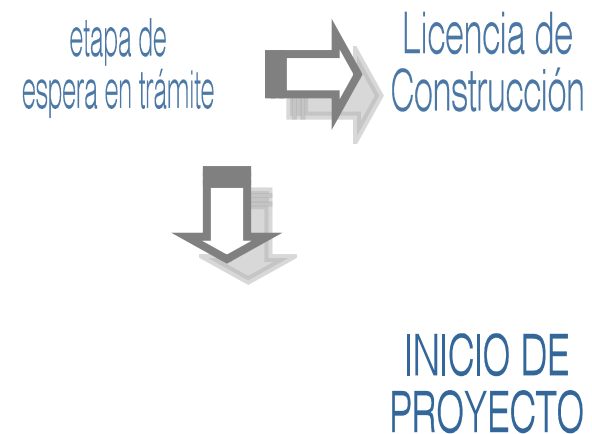 etapa de
espera en trámite
Licencia de
Construcción
INICIO DE
PROYECTO